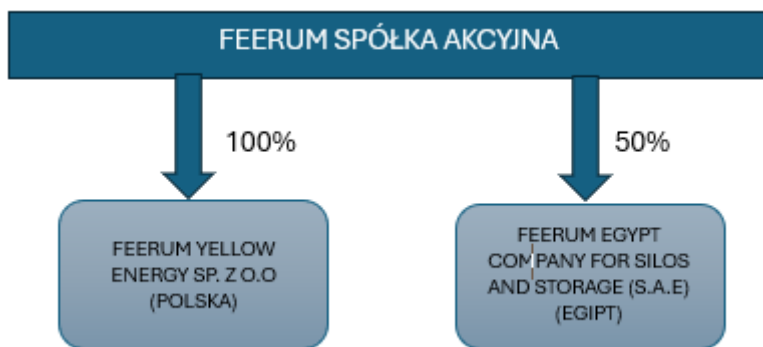 FEERUM SPÓŁKA AKCYJNA
100%
50%
FEERUM YELLOW
ENERGY SP. Z O.O
(POLSKA)
FEERUM EGYPT
COMPANY FOR SILOS
AND STORAGE (S.A.E)
(EGIPT)